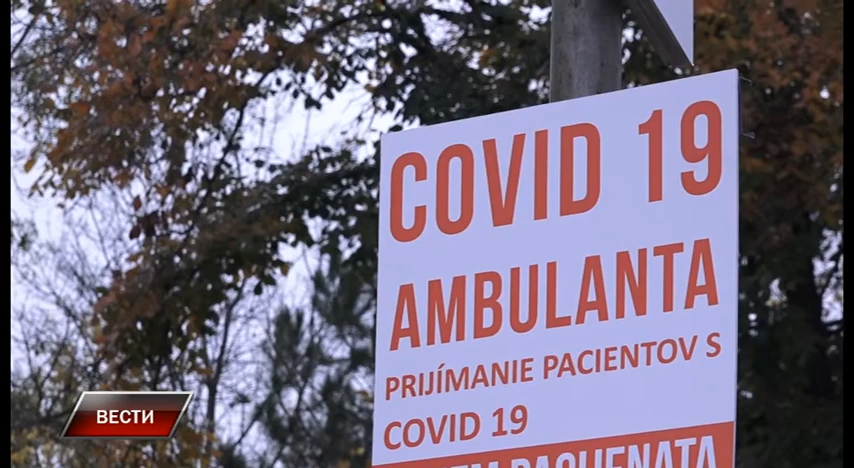 COVID 19
AMBULANTA
PRIJÍMANIE PACIENTOV S
COVID 19
ВЕСТИ